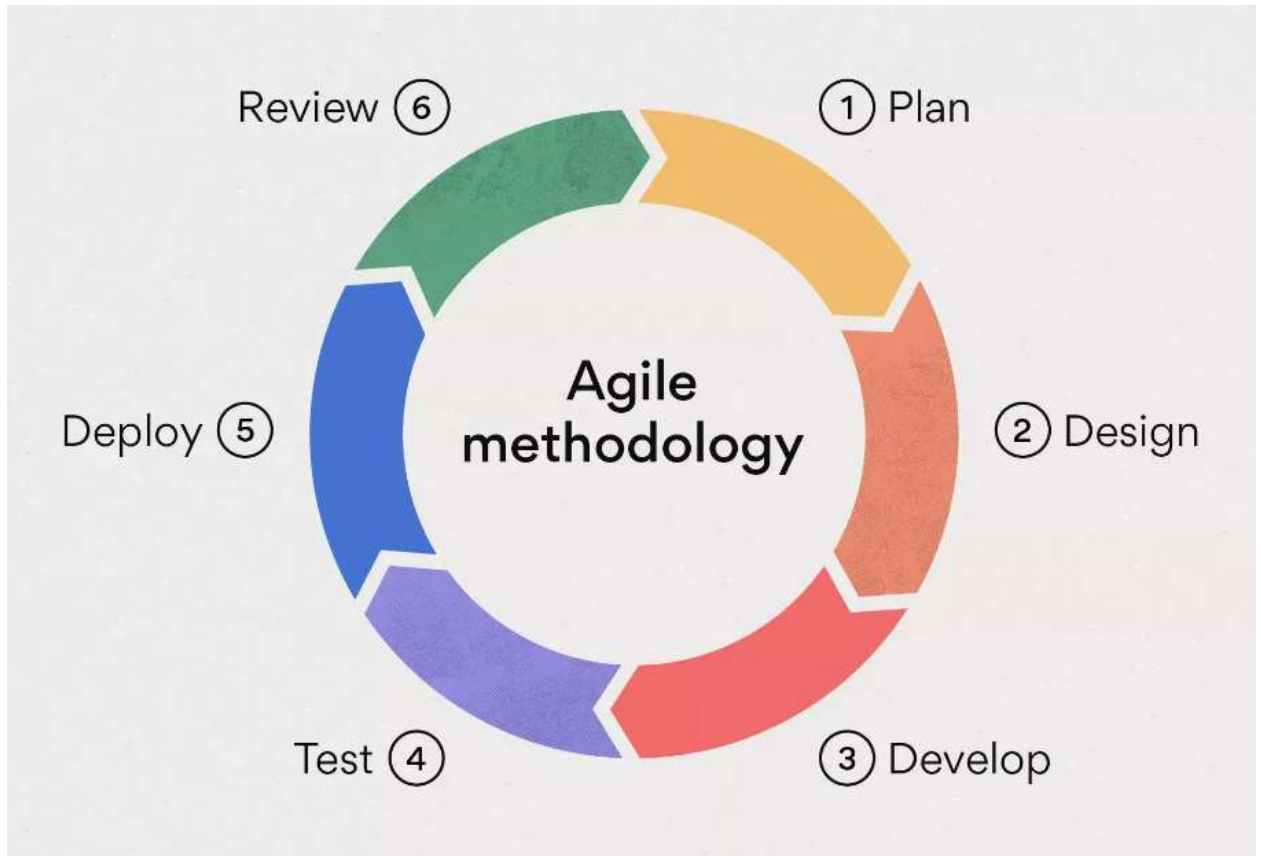 Review 6
1 Plan
Agile
methodology
Deploy 5
2 Design
Test 4
3 Develop